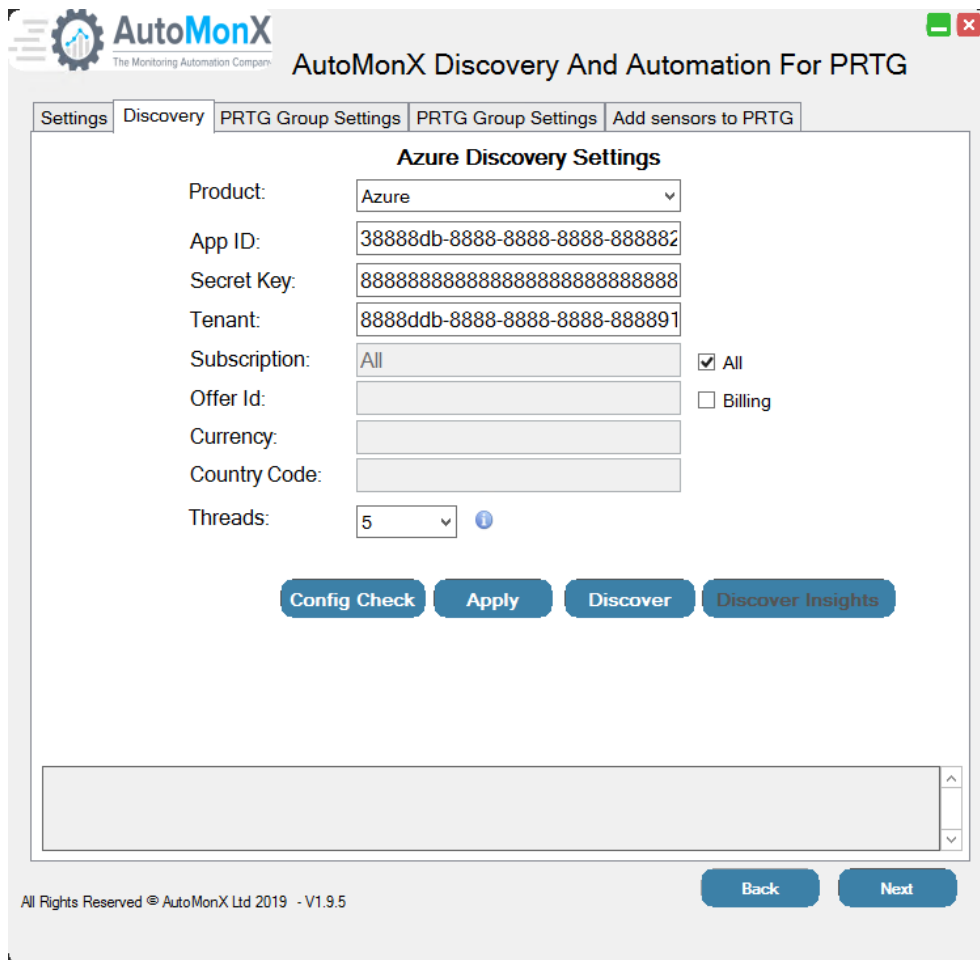 AutoMonX
The Monitoring Automation Company
AutoMonX Discovery And Automation For PRTG
Settings Discovery PRTG Group Settings PRTG Group Settings Add sensors to PRTG
Azure Discovery Settings
Product: Azure
App ID: 38888db-8888-8888-8888-888882
Secret Key: 88888888888888888888888888
Tenant: 8888ddb-8888-8888-8888-888891
Subscription: All All
Offer Id: Billing
Currency:
Country Code:
Threads: 5
Config Check Apply Discover Discover Insights
Back Next
All Rights Reserved © AutoMonX Ltd 2019 - V1.9.5